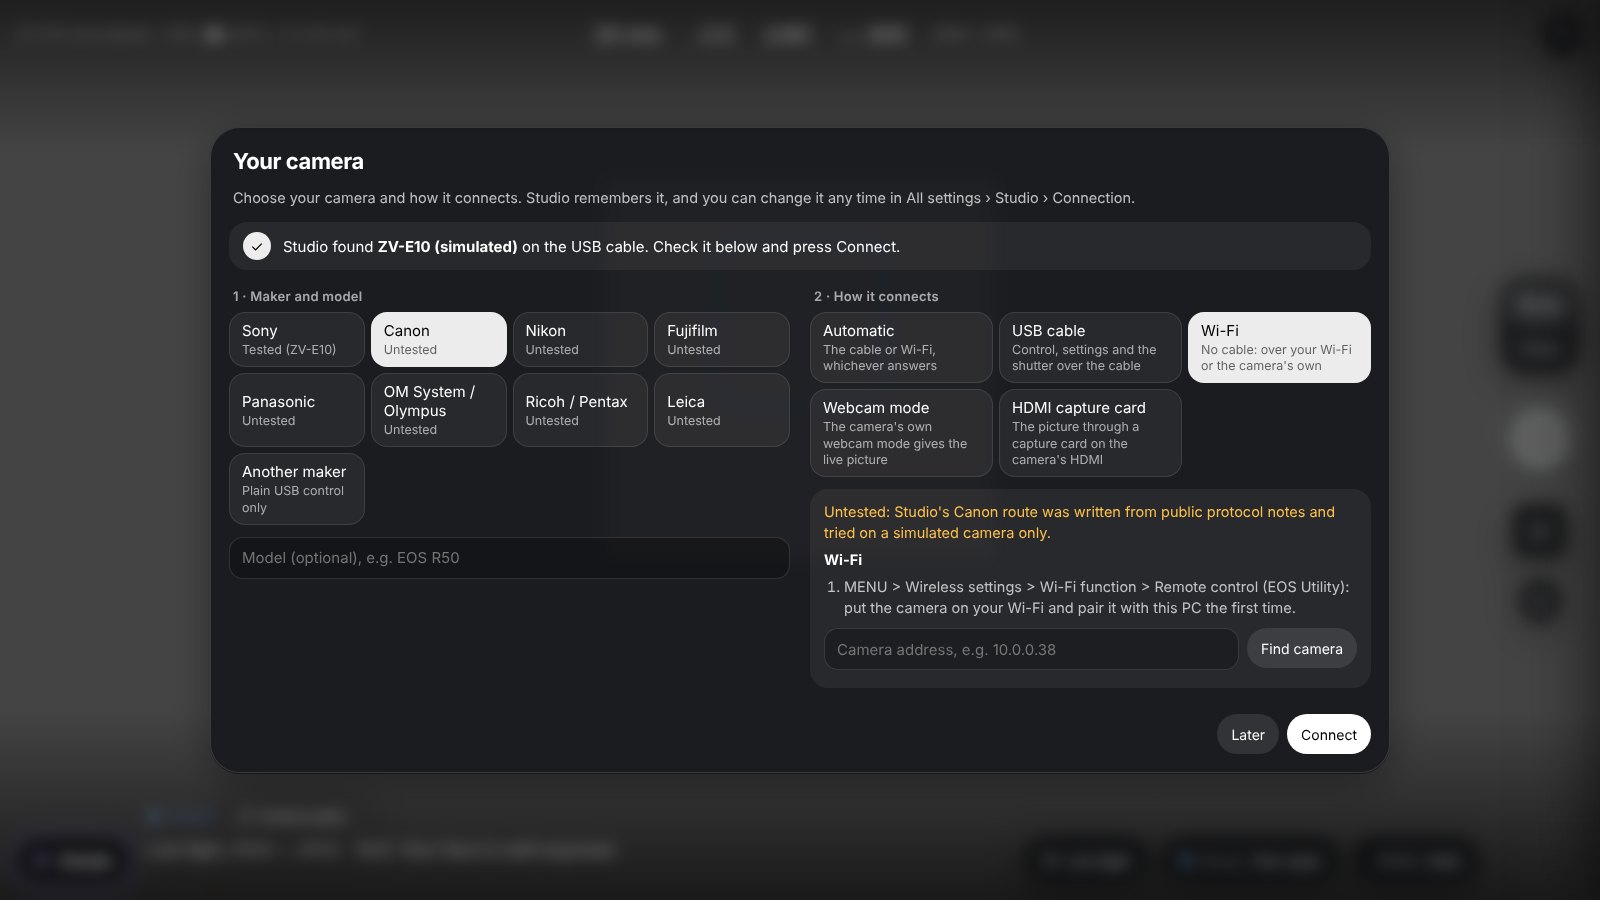 Your camera
Choose your camera and how it connects. Studio remembers it, and you can change it any time in All settings › Studio › Connection.
Studio found ZV-E10 (simulated) on the USB cable. Check it below and press Connect.
1 · Maker and model
Sony
Tested (ZV-E10)
Canon
Untested
Nikon
Untested
Fujifilm
Untested
Panasonic
Untested
OM System /
Olympus
Untested
Ricoh / Pentax
Untested
Leica
Untested
Another maker
Plain USB control
only
Model (optional), e.g. EOS R50
2 · How it connects
Automatic
The cable or Wi-Fi,
whichever answers
USB cable
Control, settings and the
shutter over the cable
Wi-Fi
No cable: over your Wi-Fi
or the camera's own
Webcam mode
The camera's own
webcam mode gives the
live picture
HDMI capture card
The picture through a
capture card on the
camera's HDMI
Untested: Studio's Canon route was written from public protocol notes and
tried on a simulated camera only.
Wi-Fi
1. MENU > Wireless settings > Wi-Fi function > Remote control (EOS Utility):
put the camera on your Wi-Fi and pair it with this PC the first time.
Camera address, e.g. 10.0.0.38
Find camera
Later
Connect